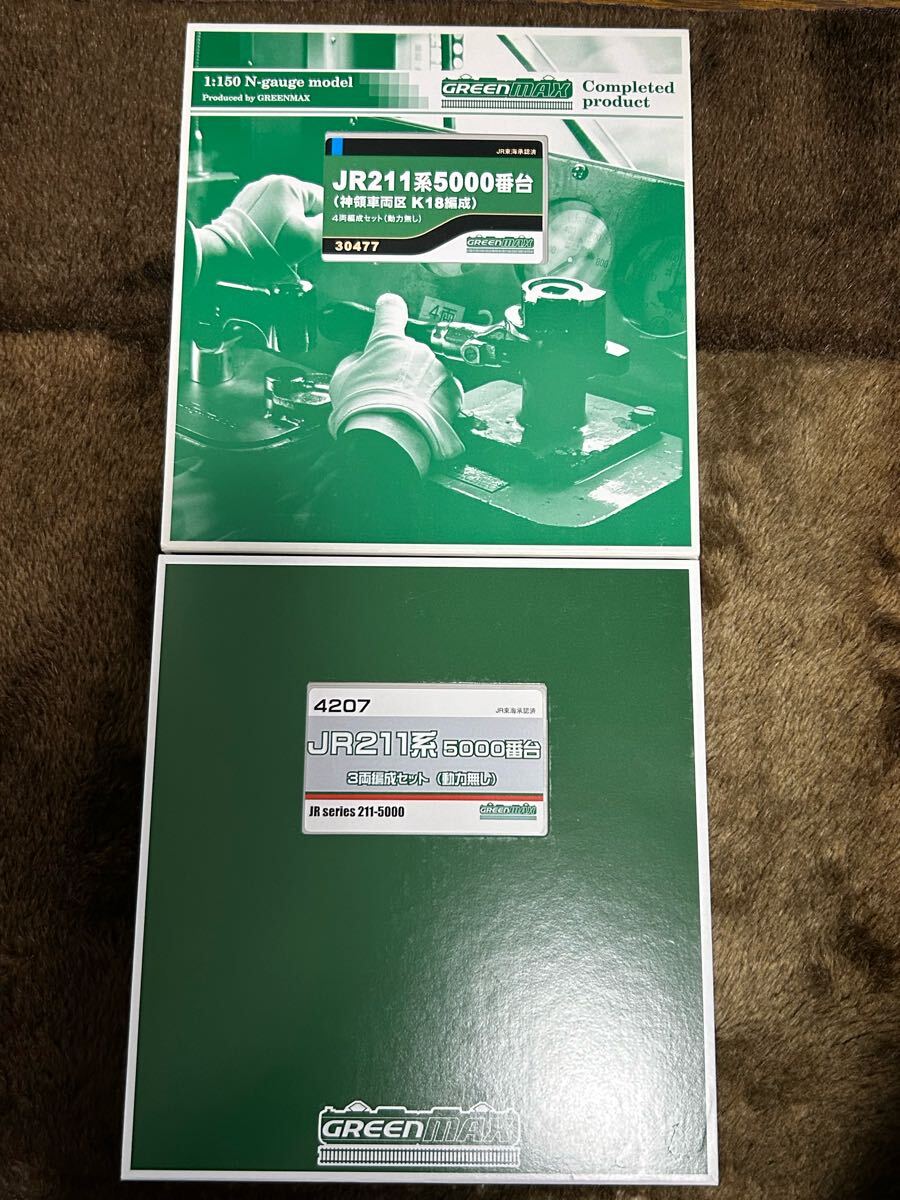 1:150 N-gauge model
Produced by GREENMAX
GREENMAX
Completed
product
JR東海承認済
JR211系5000番台
(神領車両区 K18編成)
4両編成セット(動力無し)
30477
GREENMAX
4両
4207
JR東海承認済
JR211系 5000番台
3両編成セット (動力無し)
JR series 211-5000
GREENMAX
GREENMAX